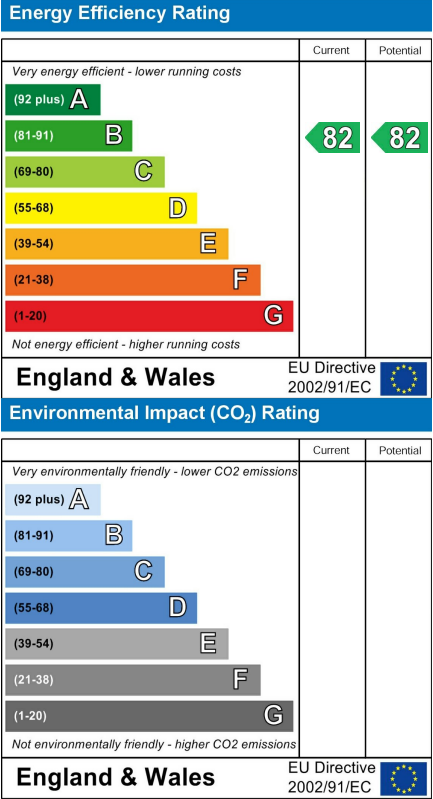 Energy Efficiency Rating
Current Potential
Very energy efficient - lower running costs
(92 plus) A
(81-91) B 82 82
(69-80) C
(55-68) D
(39-54) E
(21-38) F
(1-20) G
Not energy efficient - higher running costs
England & Wales
EU Directive
2002/91/EC
Environmental Impact (CO₂) Rating
Current Potential
Very environmentally friendly - lower CO2 emissions
(92 plus) A
(81-91) B
(69-80) C
(55-68) D
(39-54) E
(21-38) F
(1-20) G
Not environmentally friendly - higher CO2 emissions
England & Wales
EU Directive
2002/91/EC